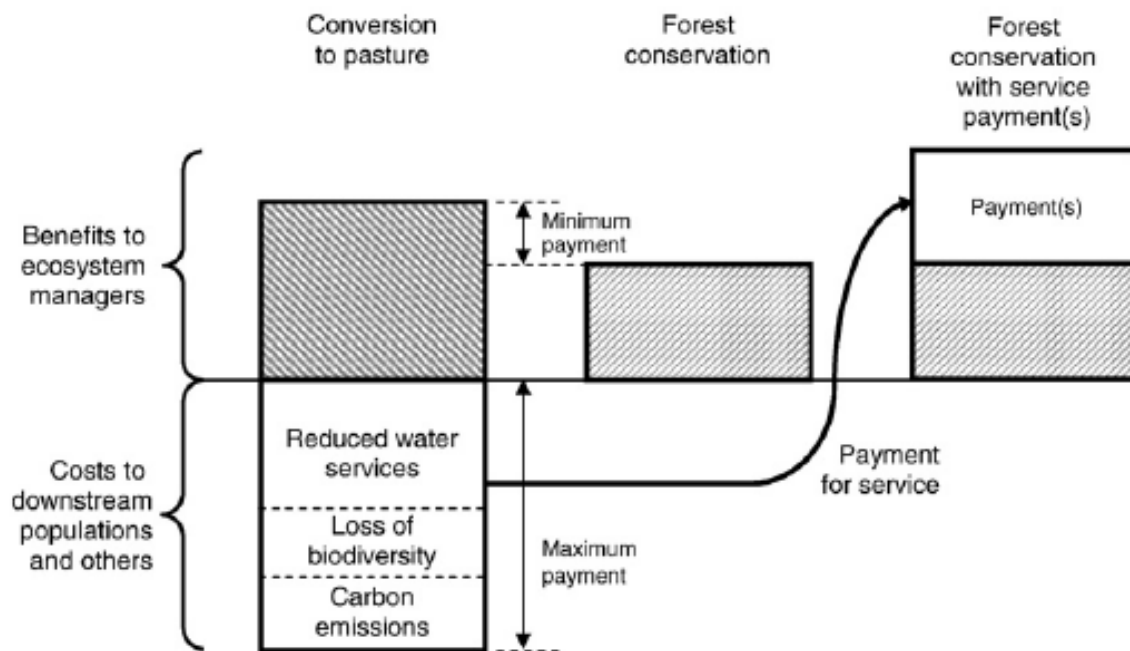 Conversion
to pasture
Forest
conservation
Forest
conservation
with service
payment(s)
Benefits to
ecosystem
managers
Minimum
payment
Payment(s)
Costs to
downstream
populations
and others
Reduced water
services
Loss of
biodiversity
Carbon
emissions
Maximum
payment
Payment
for service